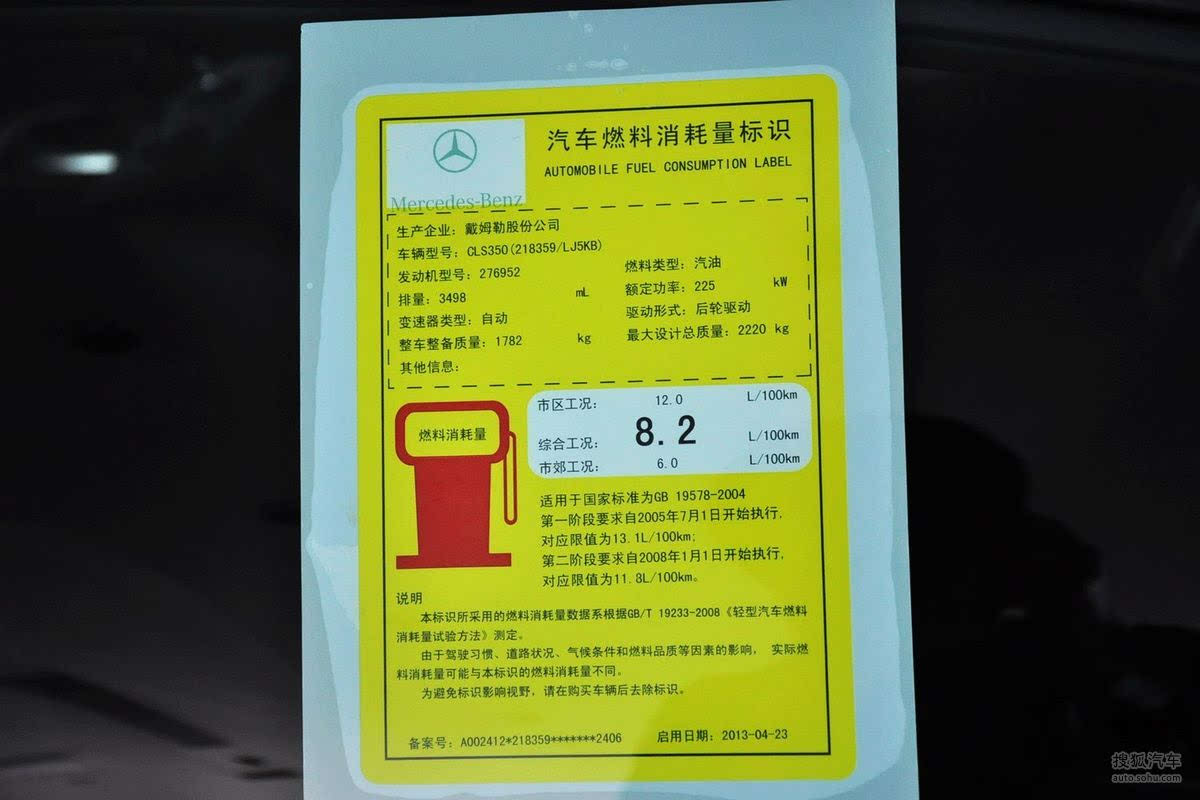 汽车燃料消耗量标识
AUTOMOBILE FUEL CONSUMPTION LABEL
Mercedes-Benz
生产企业：戴姆勒股份公司
车辆型号：CLS350(218359/LJ5KB)
发动机型号：276952
燃料类型：汽油
排量：3498 mL
额定功率：225 kW
变速器类型：自动
驱动形式：后轮驱动
整车整备质量：1782 kg
最大设计总质量：2220 kg
其他信息：
燃料消耗量
市区工况： 12.0 L/100km
综合工况： 8.2 L/100km
市郊工况： 6.0 L/100km
适用于国家标准为GB 19578-2004
第一阶段要求自2005年7月1日开始执行，
对应限值为13.1L/100km;
第二阶段要求自2008年1月1日开始执行，
对应限值为11.8L/100km。
说明
本标识所采用的燃料消耗量数据系根据GB/T 19233-2008《轻型汽车燃料
消耗量试验方法》测定。
由于驾驶习惯、道路状况、气候条件和燃料品质等因素的影响， 实际燃
料消耗量可能与本标识的燃料消耗量不同。
为避免标识影响视野，请在购买车辆后去除标识。
备案号：A002412*218359*******2406
启用日期：2013-04-23
搜狐汽车
auto.sohu.com